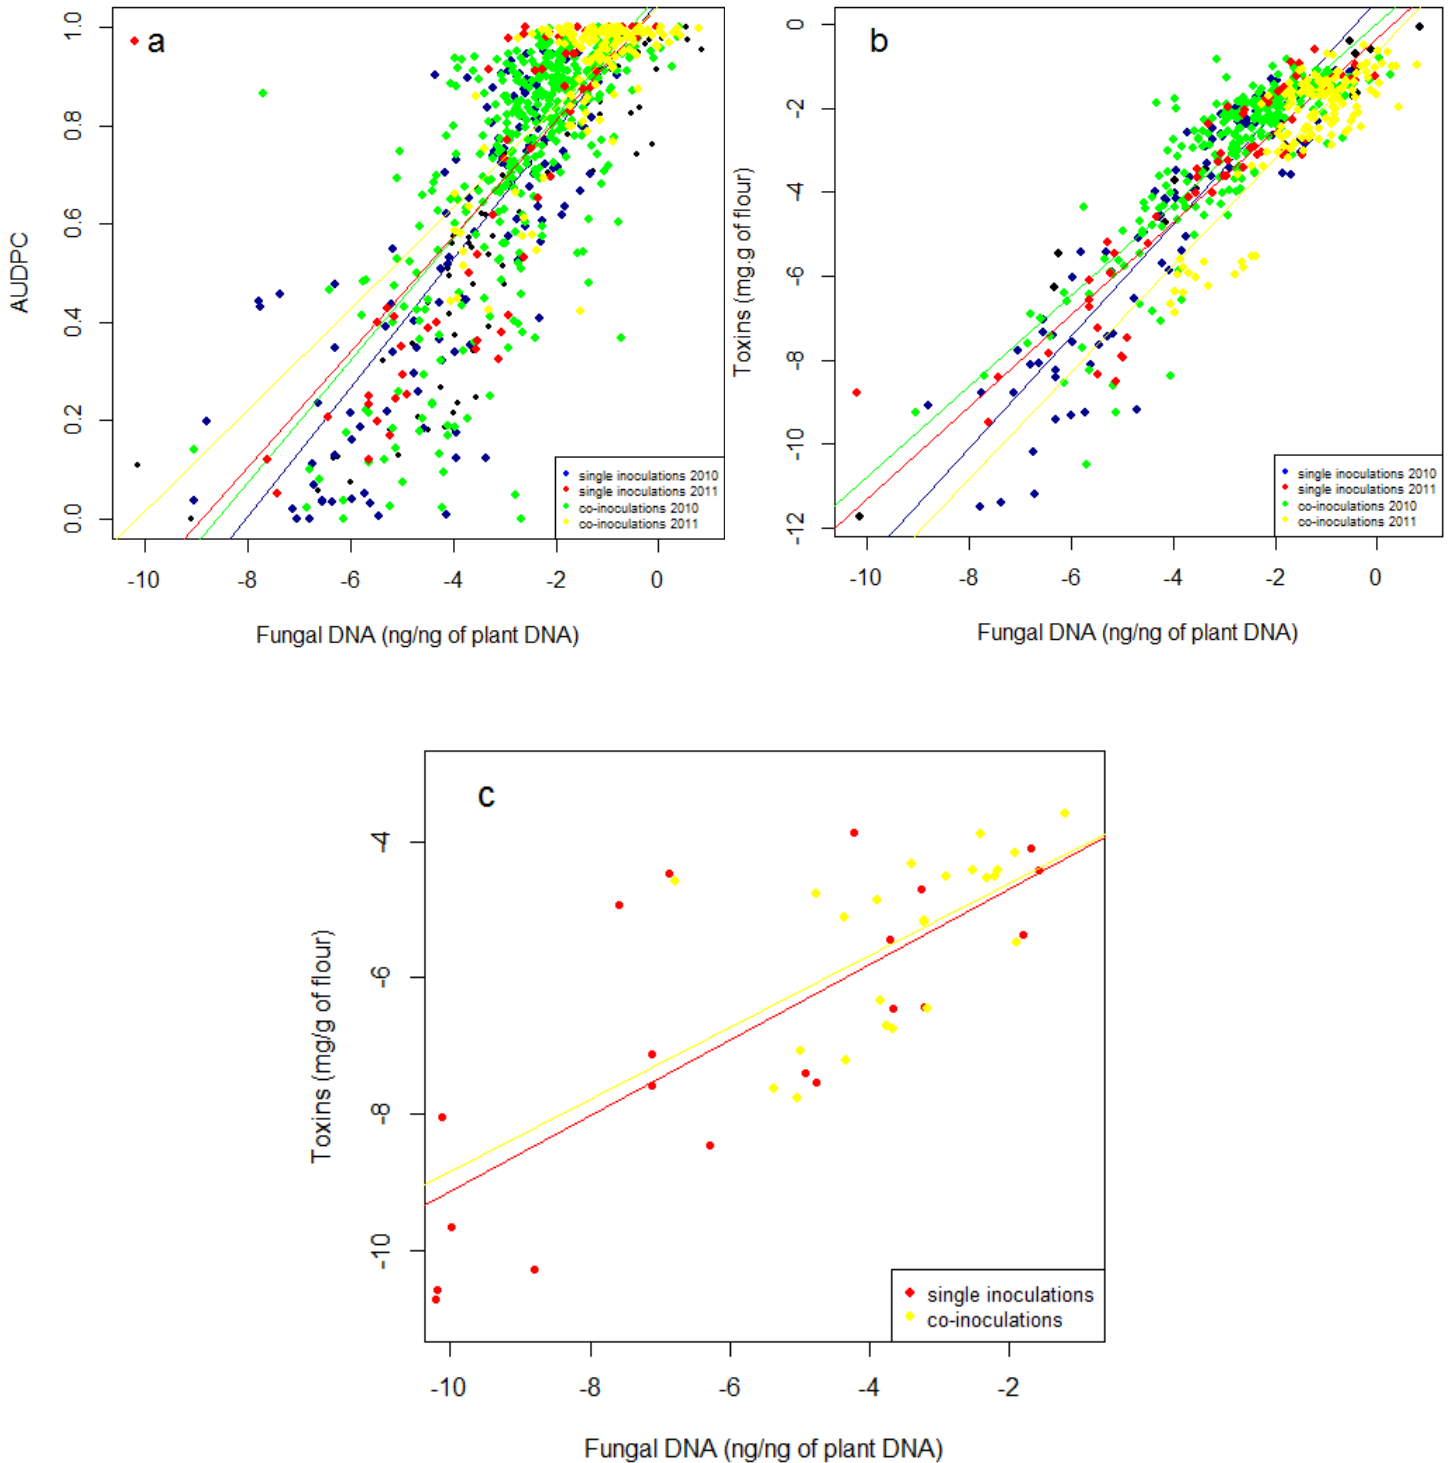 a
AUDPC
1.0
0.8
0.6
0.4
0.2
0.0
-10 -8 -6 -4 -2 0
Fungal DNA (ng/ng of plant DNA)
single inoculations 2010
single inoculations 2011
co-inoculations 2010
co-inoculations 2011
b
Toxins (mg.g of flour)
0
-2
-4
-6
-8
-10
-12
-10 -8 -6 -4 -2 0
Fungal DNA (ng/ng of plant DNA)
single inoculations 2010
single inoculations 2011
co-inoculations 2010
co-inoculations 2011
c
Toxins (mg/g of flour)
-4
-6
-8
-10
-10 -8 -6 -4 -2
Fungal DNA (ng/ng of plant DNA)
single inoculations
co-inoculations